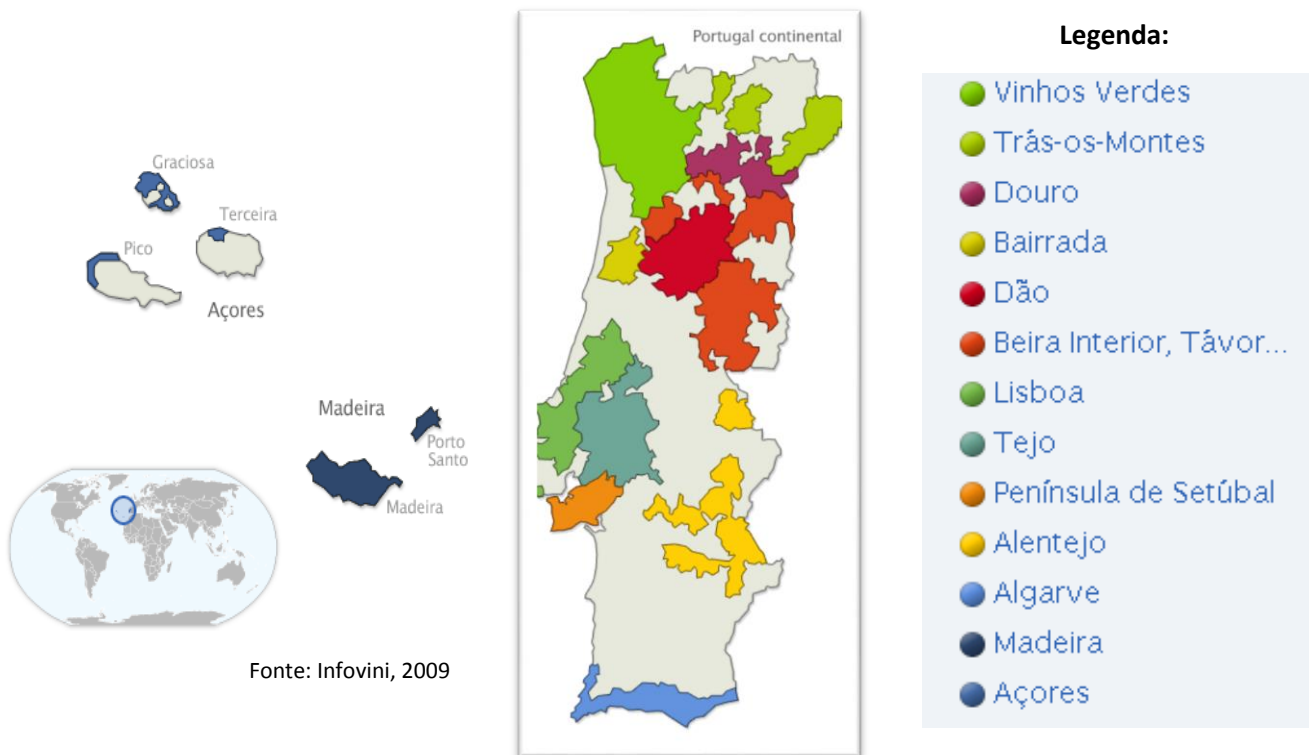 Portugal continental
Legenda:
Vinhos Verdes
Trás-os-Montes
Douro
Bairrada
Dão
Beira Interior, Távor...
Lisboa
Tejo
Península de Setúbal
Alentejo
Algarve
Madeira
Açores
Graciosa
Terceira
Pico
Açores
Madeira
Porto
Santo
Madeira
Fonte: Infovini, 2009